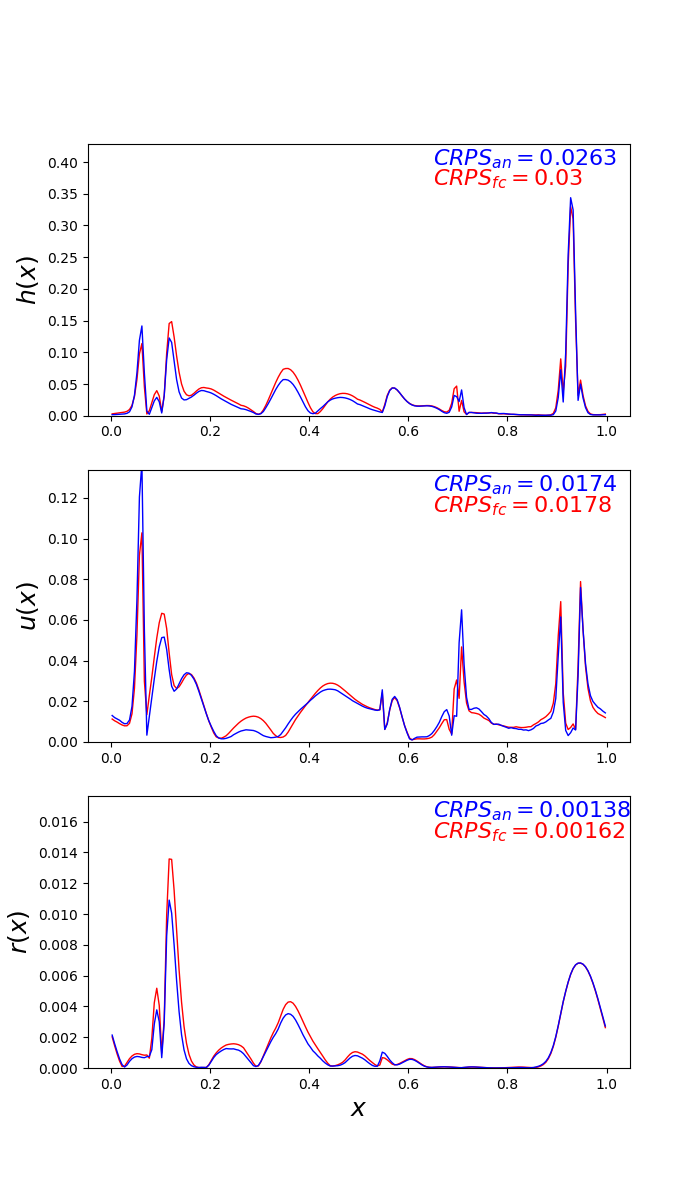 CRPS_an = 0.0263
CRPS_fc = 0.03
0.40
0.35
0.30
0.25
0.20
0.15
0.10
0.05
0.00
h(x)
0.0 0.2 0.4 0.6 0.8 1.0
CRPS_an = 0.0174
CRPS_fc = 0.0178
0.12
0.10
0.08
0.06
0.04
0.02
0.00
u(x)
0.0 0.2 0.4 0.6 0.8 1.0
CRPS_an = 0.00138
CRPS_fc = 0.00162
0.016
0.014
0.012
0.010
0.008
0.006
0.004
0.002
0.000
r(x)
0.0 0.2 0.4 0.6 0.8 1.0
x